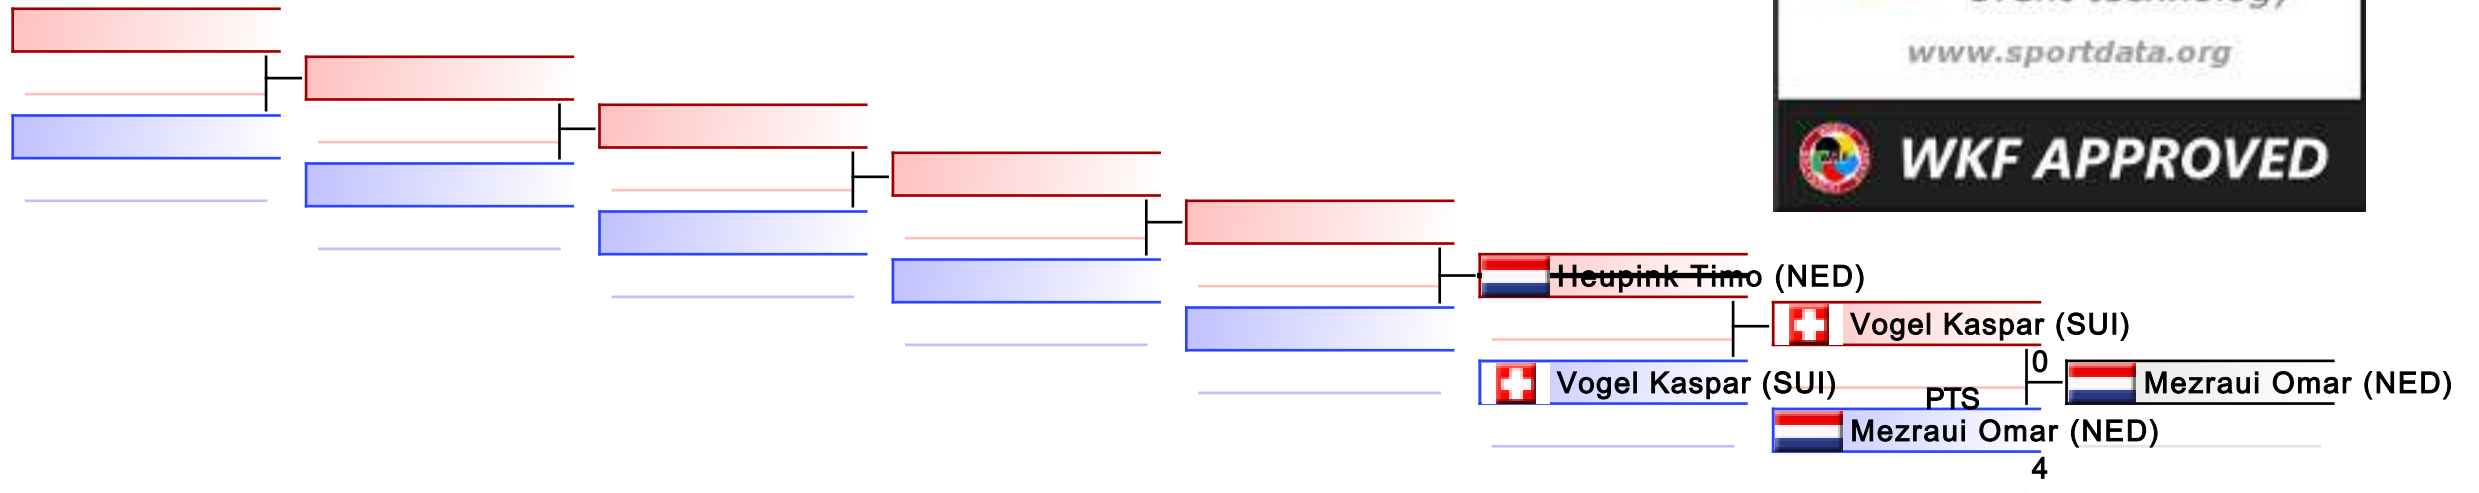 www.sportdata.org
WKF APPROVED
Heupink Timo (NED)
Vogel Kaspar (SUI)
0
Vogel Kaspar (SUI)
Mezraui Omar (NED)
PTS
Mezraui Omar (NED)
4